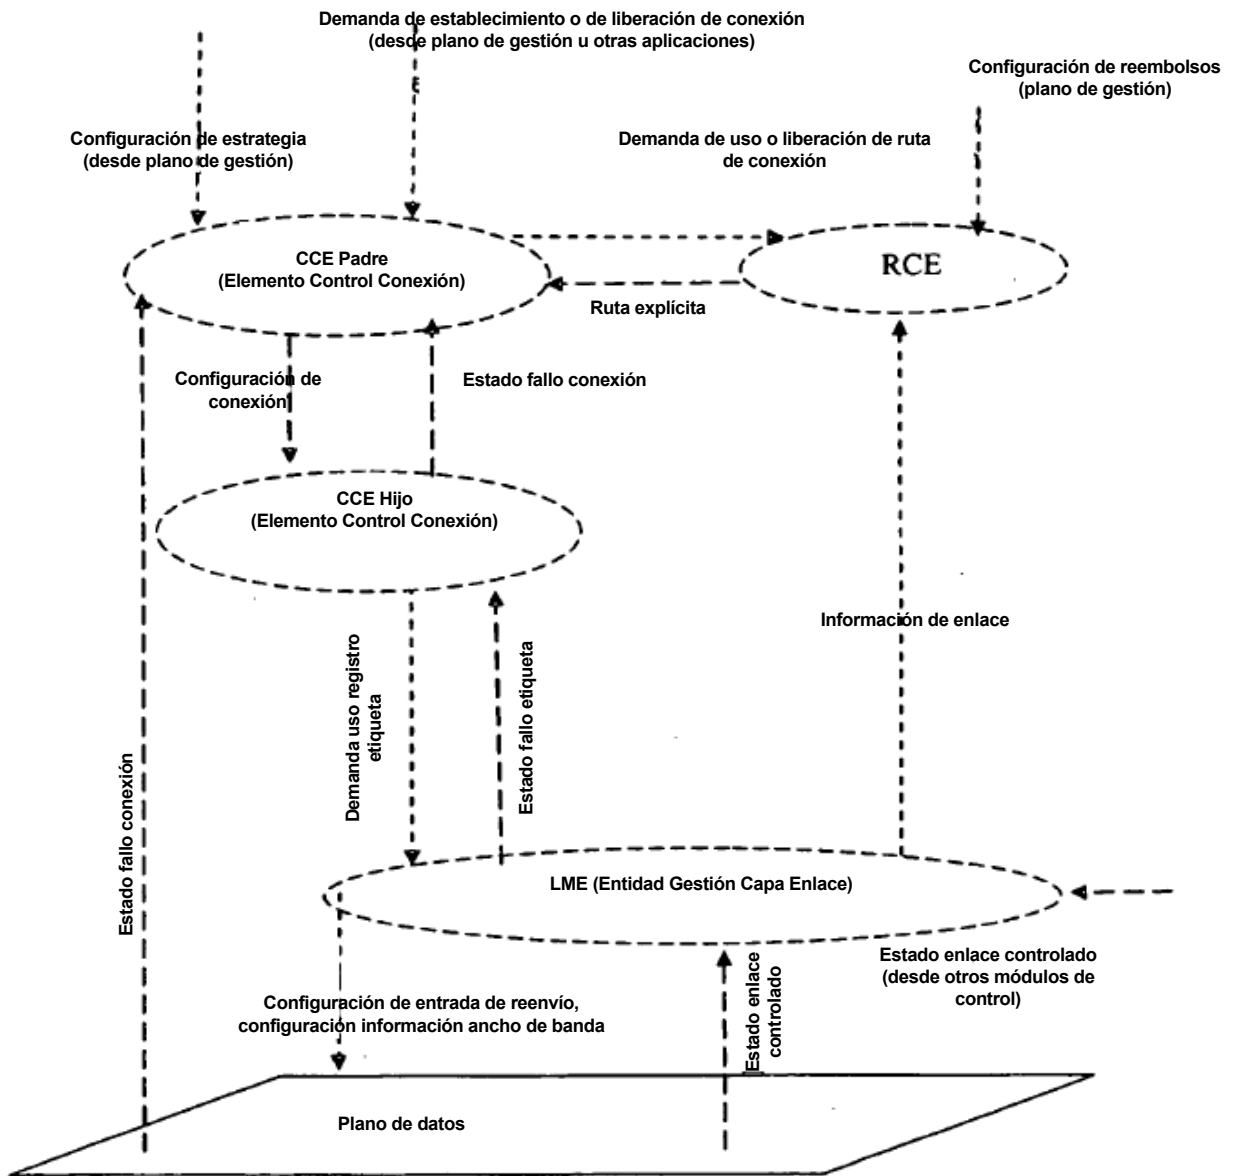 Demanda de establecimiento o de liberación de conexión
(desde plano de gestión u otras aplicaciones)
Configuración de reembolsos
(plano de gestión)
Configuración de estrategia
(desde plano de gestión)
Demanda de uso o liberación de ruta
de conexión
CCE Padre
(Elemento Control Conexión)
RCE
Ruta explícita
Configuración de
conexión
Estado fallo conexión
CCE Hijo
(Elemento Control Conexión)
Información de enlace
Demanda uso registro
etiqueta
Estado fallo etiqueta
Estado fallo conexión
LME (Entidad Gestión Capa Enlace)
Estado enlace controlado
(desde otros módulos de
control)
Estado enlace
controlado
Configuración de entrada de reenvío,
configuración información ancho de banda
Plano de datos